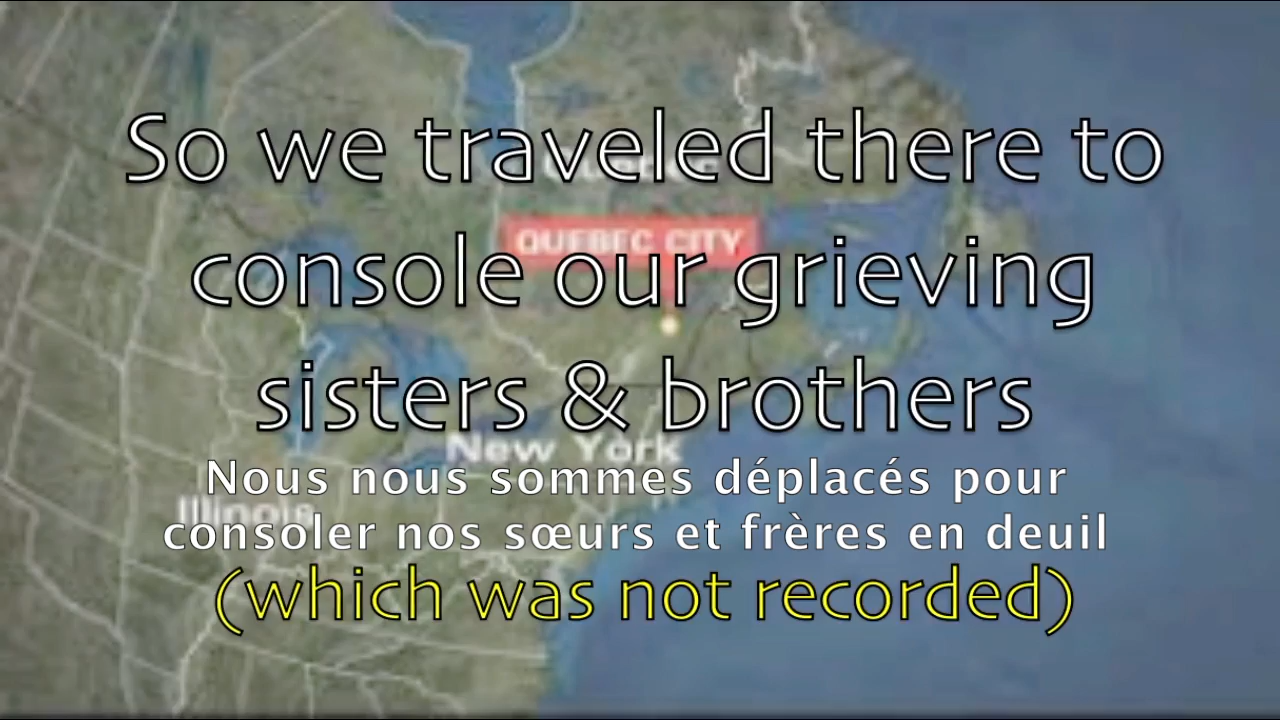 So we traveled there to
QUEBEC CITY
console our grieving
sisters & brothers
New York
Nous nous sommes déplacés pour
Illinois
consoler nos sœurs et frères en deuil
(which was not recorded)